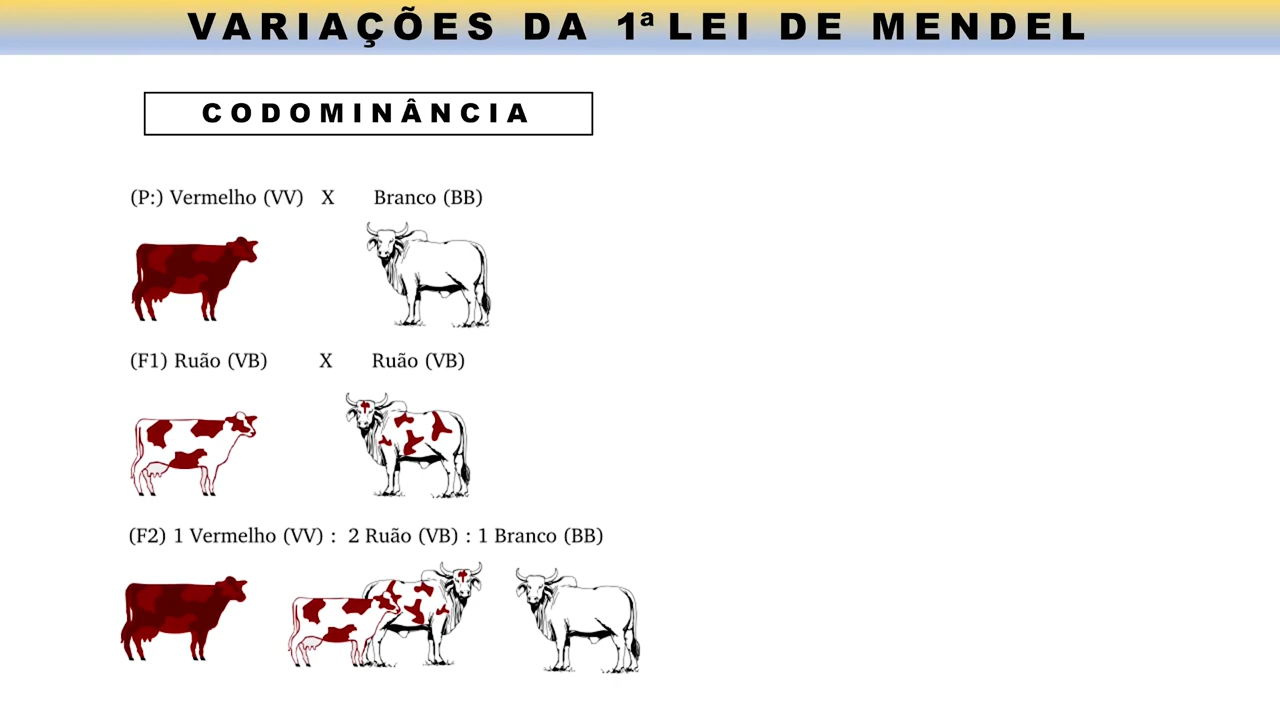 VARIAÇÕES DA 1ª LEI DE MENDEL
CODOMINÂNCIA
(P:) Vermelho (VV) X Branco (BB)
(F1) Ruão (VB) X Ruão (VB)
(F2) 1 Vermelho (VV) : 2 Ruão (VB) : 1 Branco (BB)